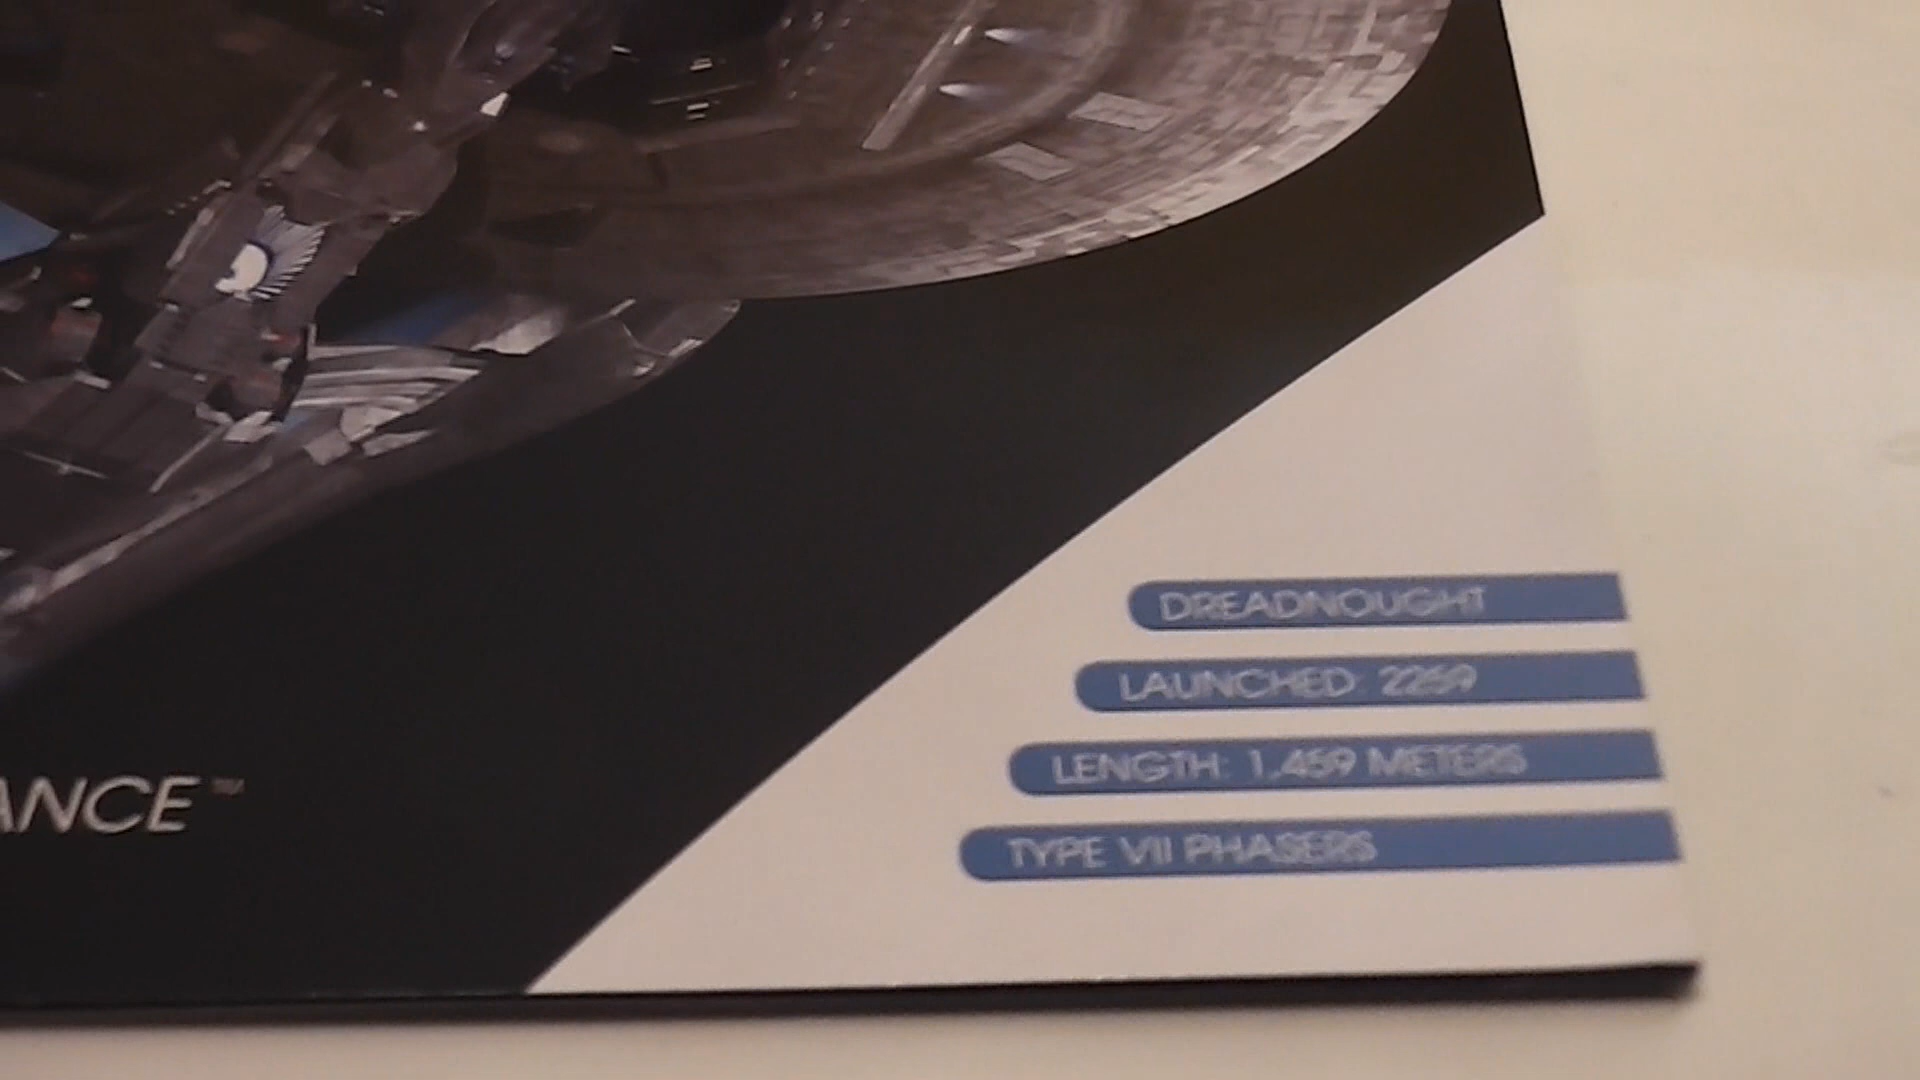 DREADNOUGHT
LAUNCHED: 2259
LENGTH: 1,459 METERS
TYPE VII PHASERS
ANCE™